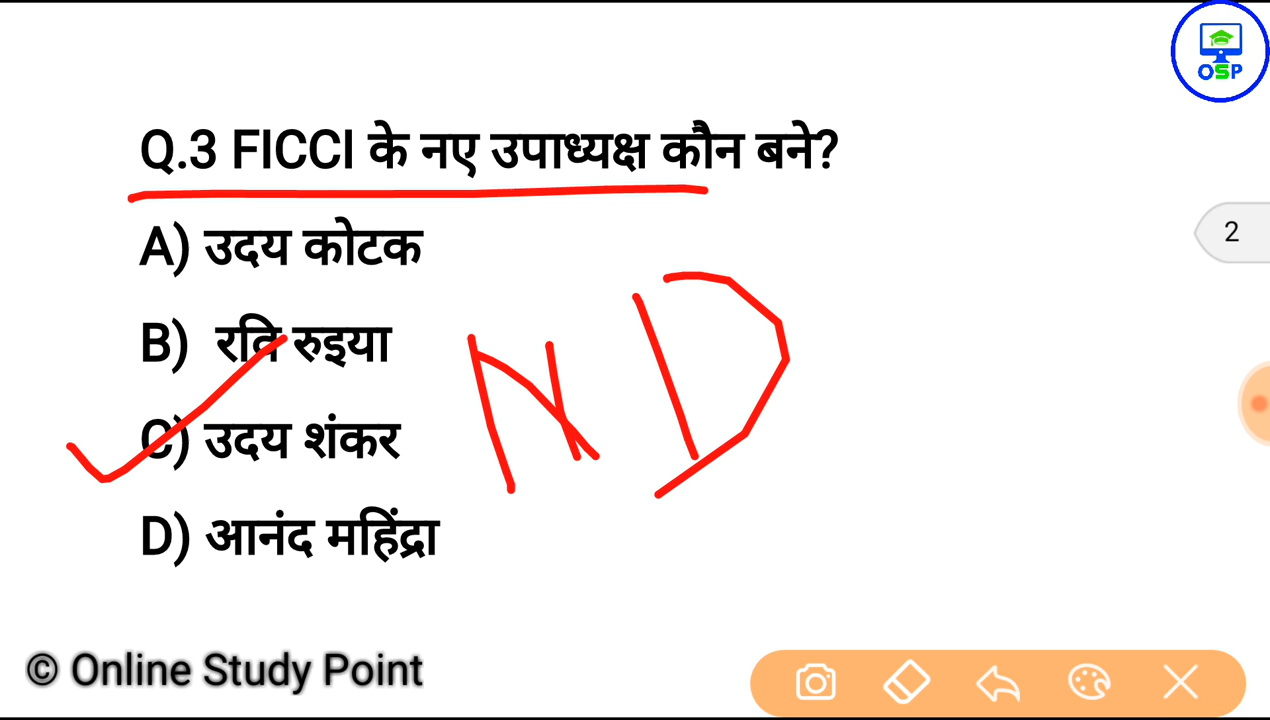 OSP
Q.3 FICCI के नए उपाध्यक्ष कौन बने?
2
A) उदय कोटक
B) रवि रुइया
C) उदय शंकर
ND
D) आनंद महिंद्रा
© Online Study Point